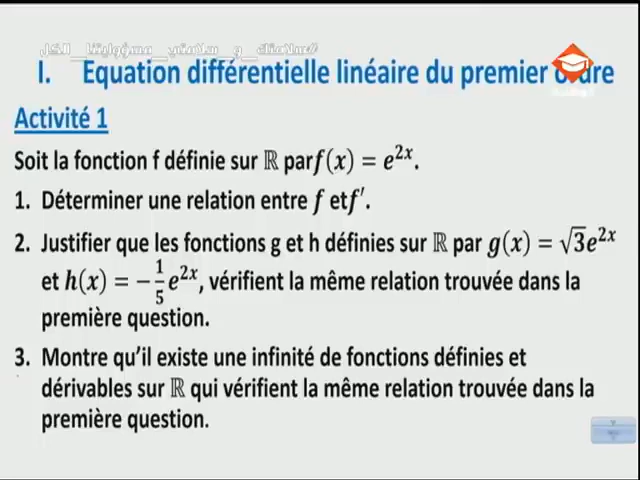 #سلامتك_و_سلامتي_مسؤوليتنا_الكل
I. Equation différentielle linéaire du premier ordre
Activité 1
Soit la fonction f définie sur ℝ par f(x) = e^{2x}.
1. Déterminer une relation entre f et f′.
2. Justifier que les fonctions g et h définies sur ℝ par g(x) = √3e^{2x}
et h(x) = −1/5 e^{2x}, vérifient la même relation trouvée dans la
première question.
3. Montre qu'il existe une infinité de fonctions définies et
dérivables sur ℝ qui vérifient la même relation trouvée dans la
première question.